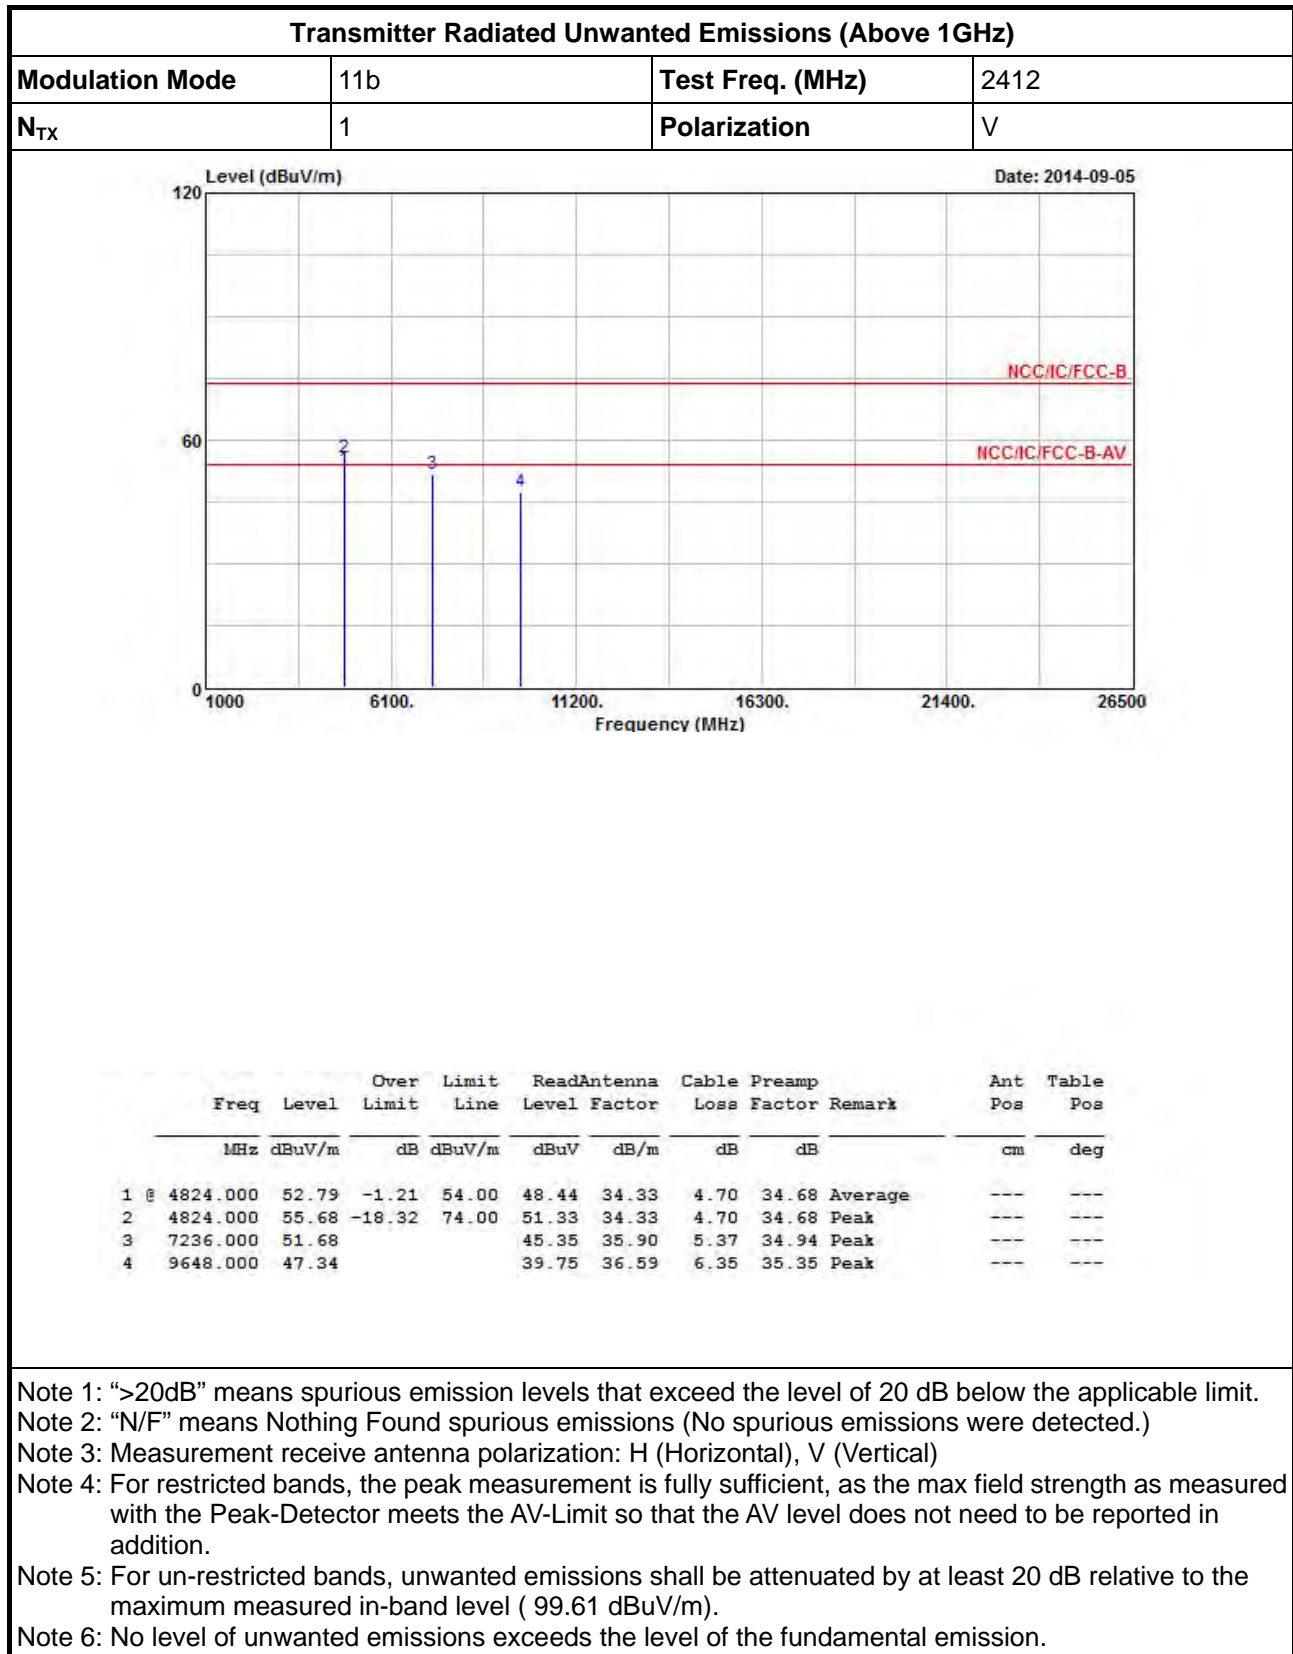 Transmitter Radiated Unwanted Emissions (Above 1GHz)
Modulation Mode 11b Test Freq. (MHz) 2412
NTX 1 Polarization V
Level (dBuV/m) Date: 2014-09-05
120
NCC/IC/FCC-B
60
NCC/IC/FCC-B-AV
2
3
4
0
1000 6100. 11200. 16300. 21400. 26500
Frequency (MHz)
Over Limit ReadAntenna Cable Preamp Ant Table
Freq Level Limit Line Level Factor Loss Factor Remark Pos Pos
MHz dBuV/m dB dBuV/m dBuV dB/m dB dB cm deg
1 @ 4824.000 52.79 -1.21 54.00 48.44 34.33 4.70 34.68 Average --- ---
2 4824.000 55.68 -18.32 74.00 51.33 34.33 4.70 34.68 Peak --- ---
3 7236.000 51.68 45.35 35.90 5.37 34.94 Peak --- ---
4 9648.000 47.34 39.75 36.59 6.35 35.35 Peak --- ---
Note 1: “>20dB” means spurious emission levels that exceed the level of 20 dB below the applicable limit.
Note 2: “N/F” means Nothing Found spurious emissions (No spurious emissions were detected.)
Note 3: Measurement receive antenna polarization: H (Horizontal), V (Vertical)
Note 4: For restricted bands, the peak measurement is fully sufficient, as the max field strength as measured
with the Peak-Detector meets the AV-Limit so that the AV level does not need to be reported in
addition.
Note 5: For un-restricted bands, unwanted emissions shall be attenuated by at least 20 dB relative to the
maximum measured in-band level ( 99.61 dBuV/m).
Note 6: No level of unwanted emissions exceeds the level of the fundamental emission.